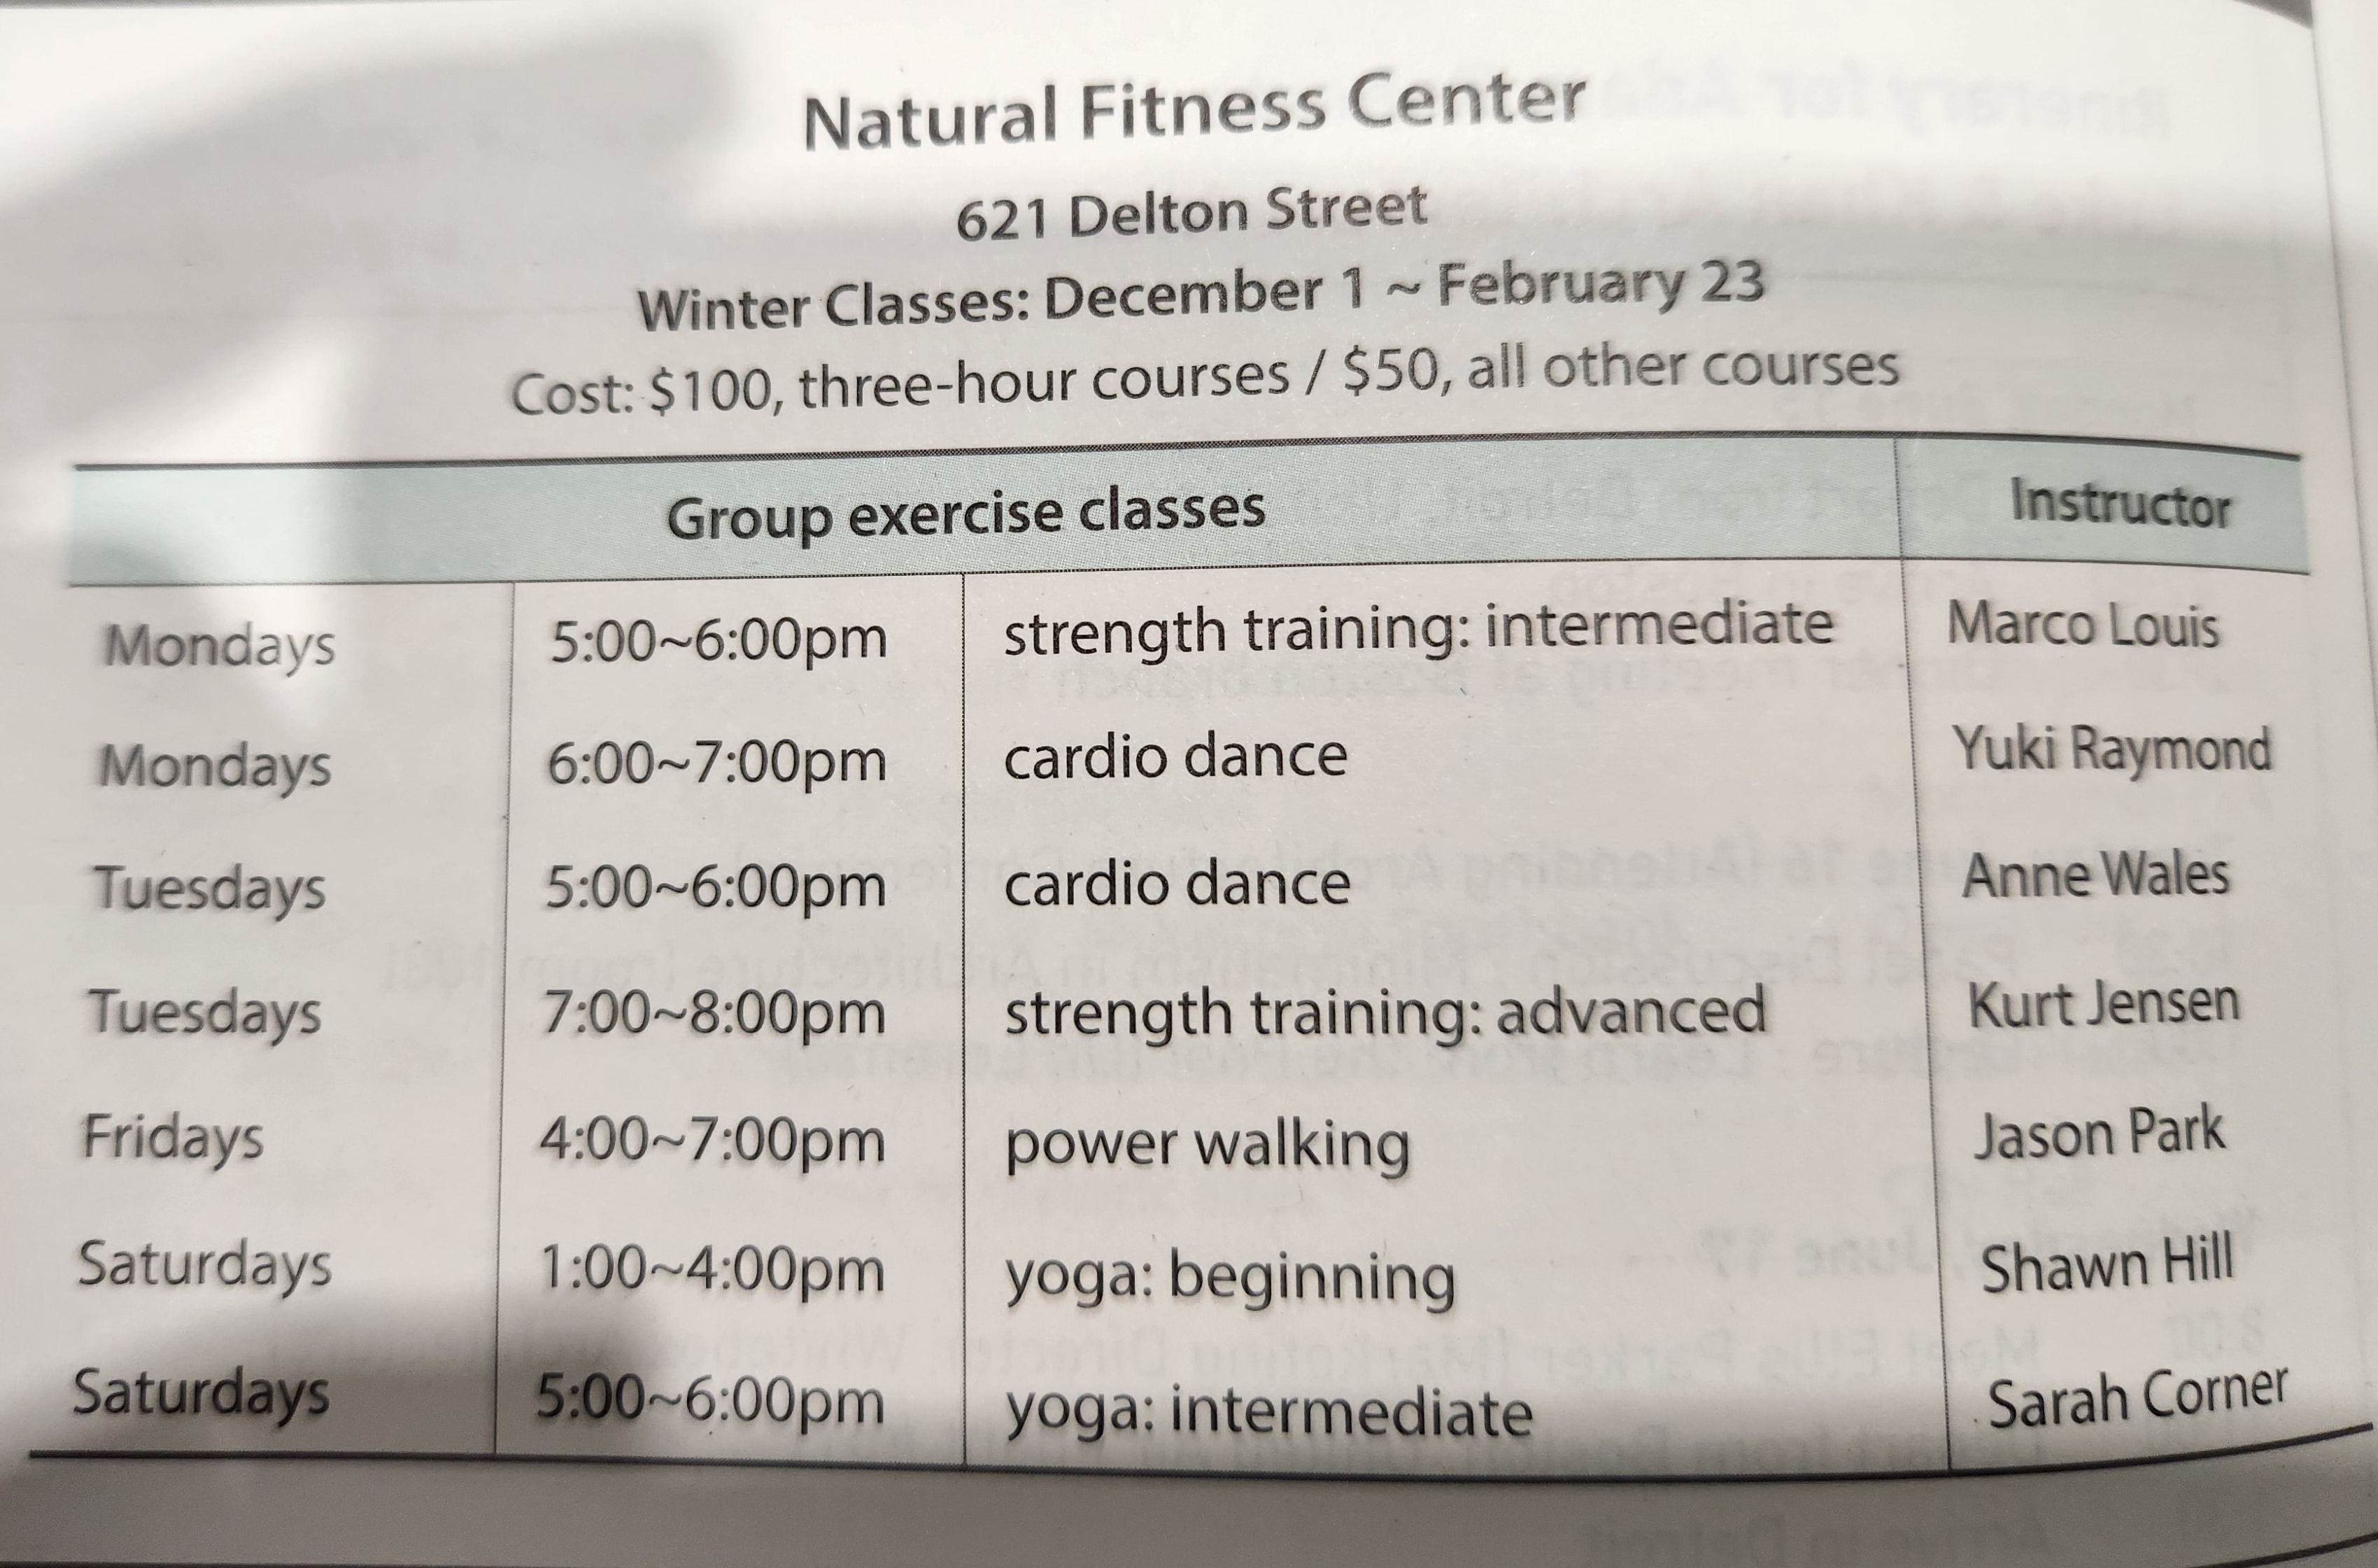 Natural Fitness Center
621 Delton Street
Winter Classes: December 1 ~ February 23
Cost: $100, three-hour courses / $50, all other courses
Group exercise classes Instructor
Mondays 5:00~6:00pm strength training: intermediate Marco Louis
Mondays 6:00~7:00pm cardio dance Yuki Raymond
Tuesdays 5:00~6:00pm cardio dance Anne Wales
Tuesdays 7:00~8:00pm strength training: advanced Kurt Jensen
Fridays 4:00~7:00pm power walking Jason Park
Saturdays 1:00~4:00pm yoga: beginning Shawn Hill
Saturdays 5:00~6:00pm yoga: intermediate Sarah Corner